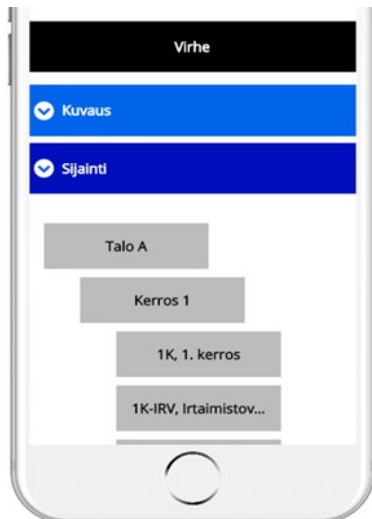 Virhe
Kuvaus
Sijainti
Talo A
Kerros 1
1K, 1. kerros
1K-IRV, Irtaimistov...